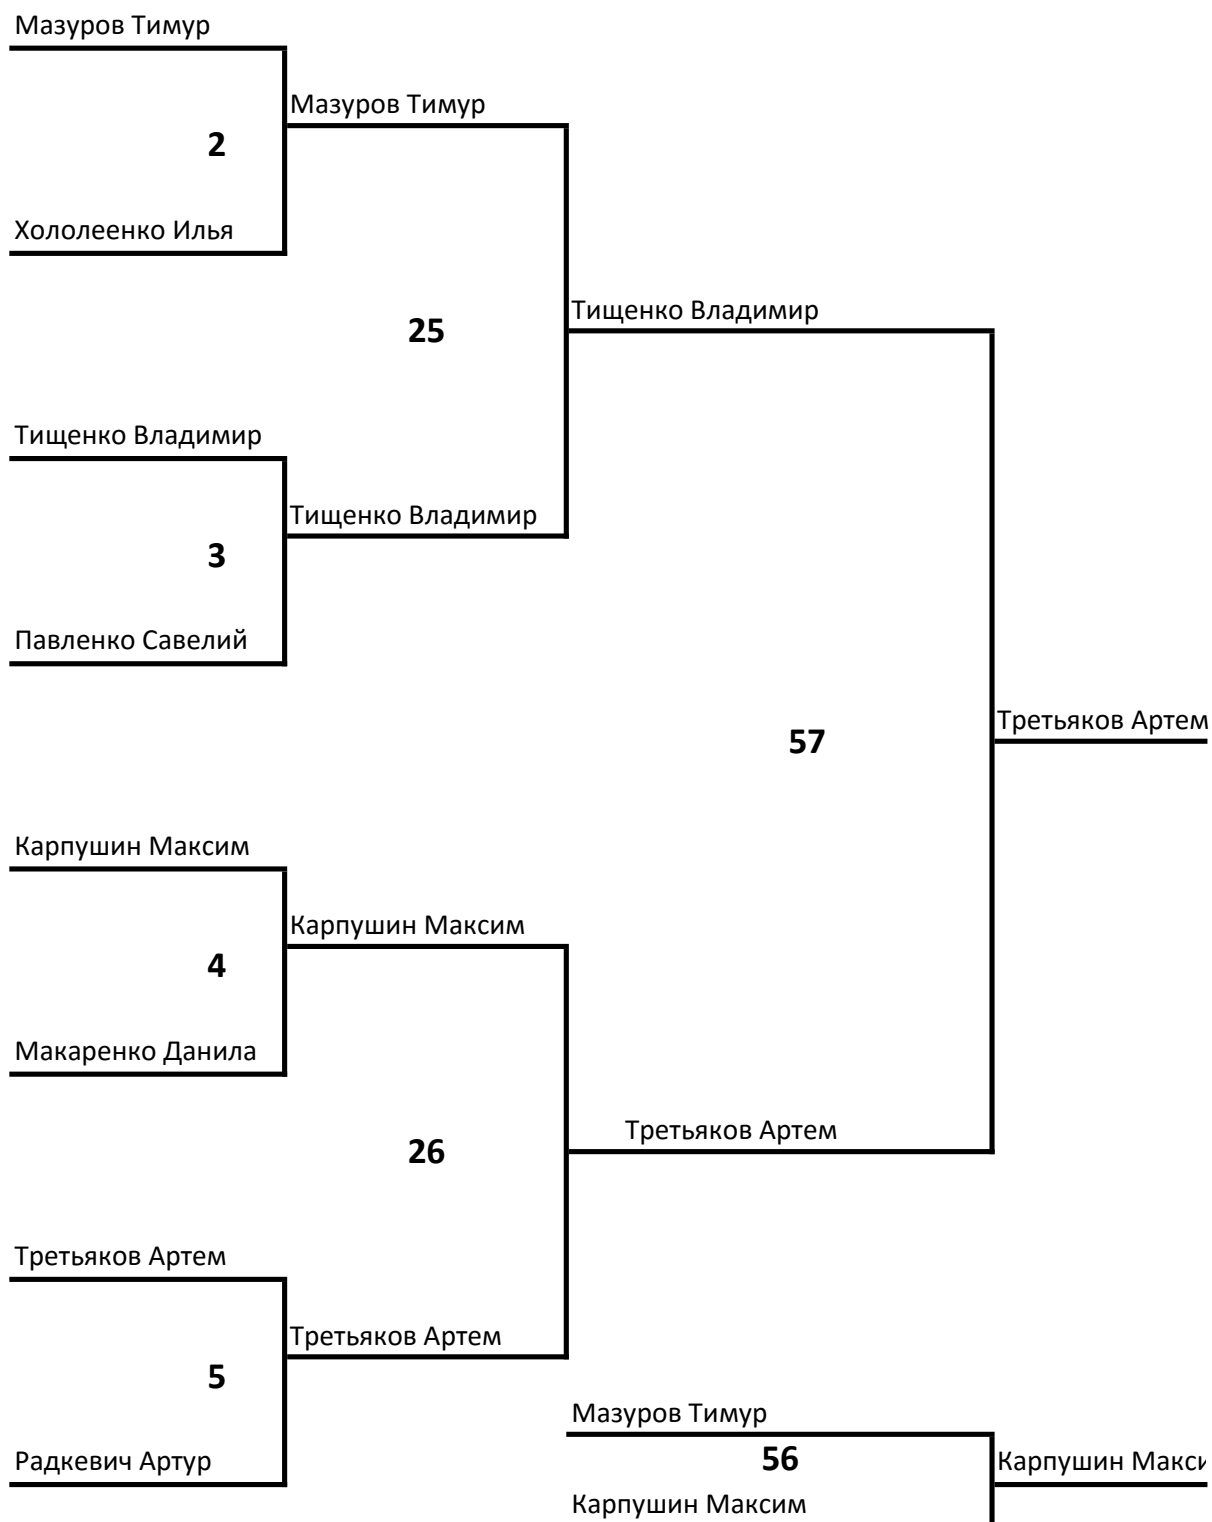 Мазуров Тимур
Мазуров Тимур
2
Хололеенко Илья
Тищенко Владимир
25
Тищенко Владимир
Тищенко Владимир
3
Павленко Савелий
Третьяков Артем
57
Карпушин Максим
Карпушин Максим
4
Макаренко Данила
Третьяков Артем
26
Третьяков Артем
Третьяков Артем
5
Мазуров Тимур
56
Радкевич Артур
Карпушин Макси
Карпушин Максим